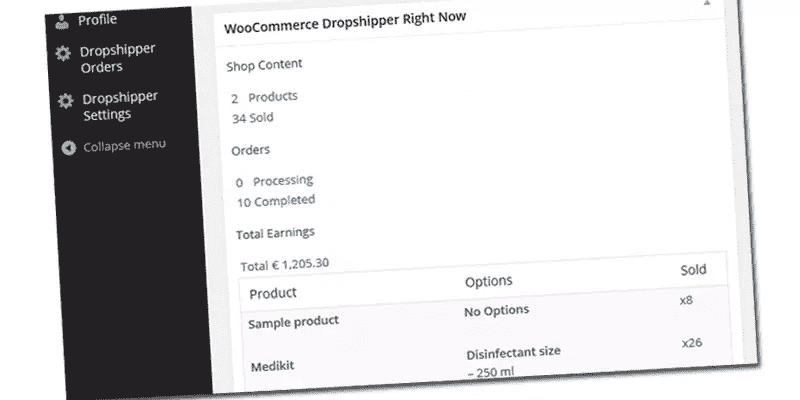 Profile
Dropshipper
Orders
Dropshipper
Settings
Collapse menu
WooCommerce Dropshipper Right Now
Shop Content
2 Products
34 Sold
Orders
0 Processing
10 Completed
Total Earnings
Total € 1,205.30
Product Options Sold
Sample product No Options x8
Medikit Disinfectant size x26
– 250 ml